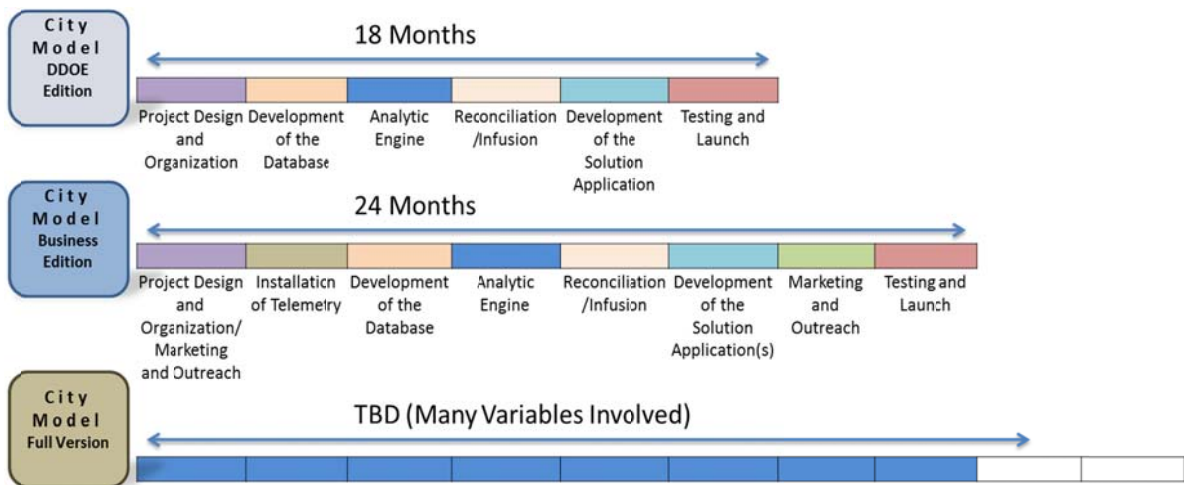 City
Model
DDOE
Edition
18 Months
Project Design
and
Organization
Development
of the
Database
Analytic
Engine
Reconciliation
/Infusion
Development
of the
Solution
Application
Testing and
Launch
City
Model
Business
Edition
24 Months
Project Design
and
Organization/
Marketing
and Outreach
Installation
of Telemetry
Development
of the
Database
Analytic
Engine
Reconciliation
/Infusion
Development
of the
Solution
Application(s)
Marketing
and
Outreach
Testing and
Launch
City
Model
Full Version
TBD (Many Variables Involved)